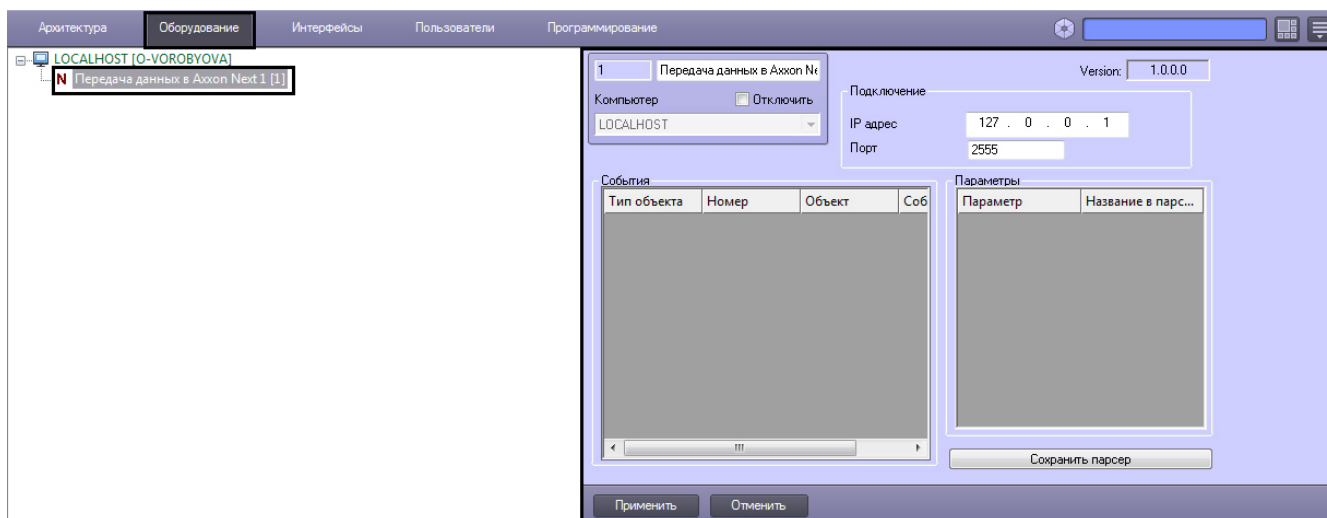 Архитектура Оборудование Интерфейсы Пользователи Программирование
LOCALHOST [O-VOROBYOVA]
N Передача данных в Axxon Next 1 [1]
1 Передача данных в Axxon Ne
Version: 1.0.0.0
Компьютер Отключить
LOCALHOST
Подключение
IP адрес 127 . 0 . 0 . 1
Порт 2555
События
Тип объекта Номер Объект Соб
Параметры
Параметр Название в парс...
Сохранить парсер
Применить Отменить